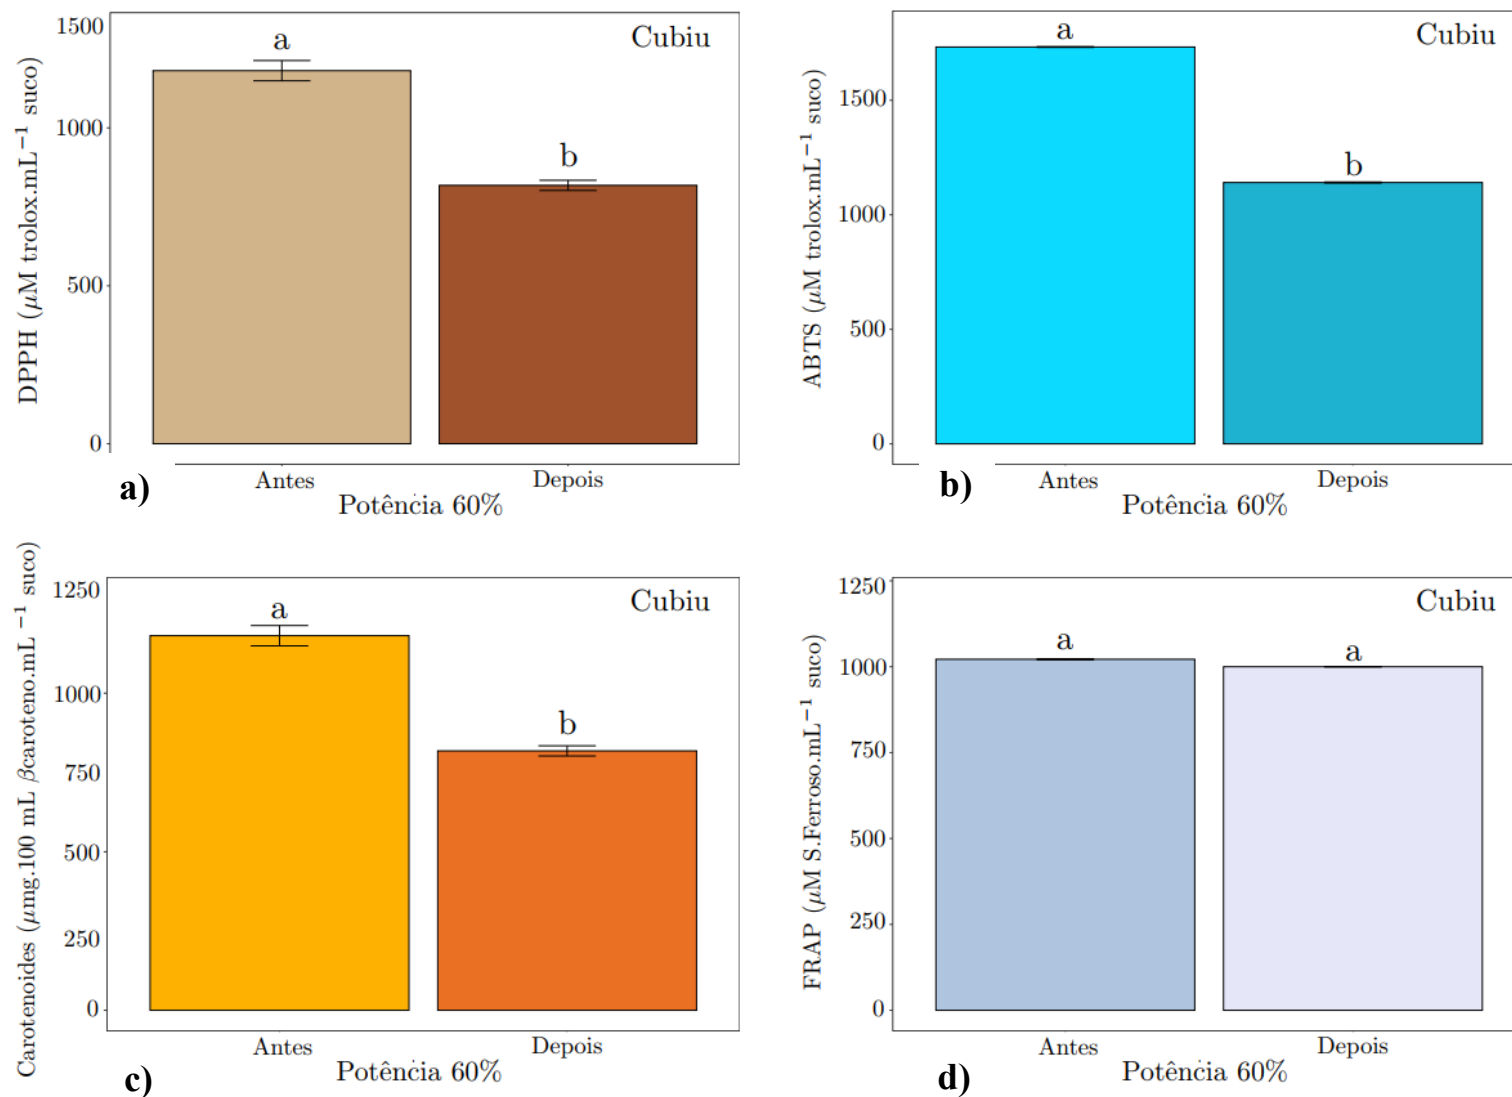 Cubiu
DPPH (μM trolox.mL⁻¹ suco)
1500
1000
500
0
a
b
Antes
Depois
Potência 60%
a)
Cubiu
ABTS (μM trolox.mL⁻¹ suco)
1500
1000
500
0
a
b
Antes
Depois
Potência 60%
b)
Cubiu
Carotenoides (μmg.100 mL βcaroteno.mL ⁻¹ suco)
1250
1000
750
500
250
0
a
b
Antes
Depois
Potência 60%
c)
Cubiu
FRAP (μM S.Ferroso.mL⁻¹ suco)
1250
1000
750
500
250
0
a
a
Antes
Depois
Potência 60%
d)